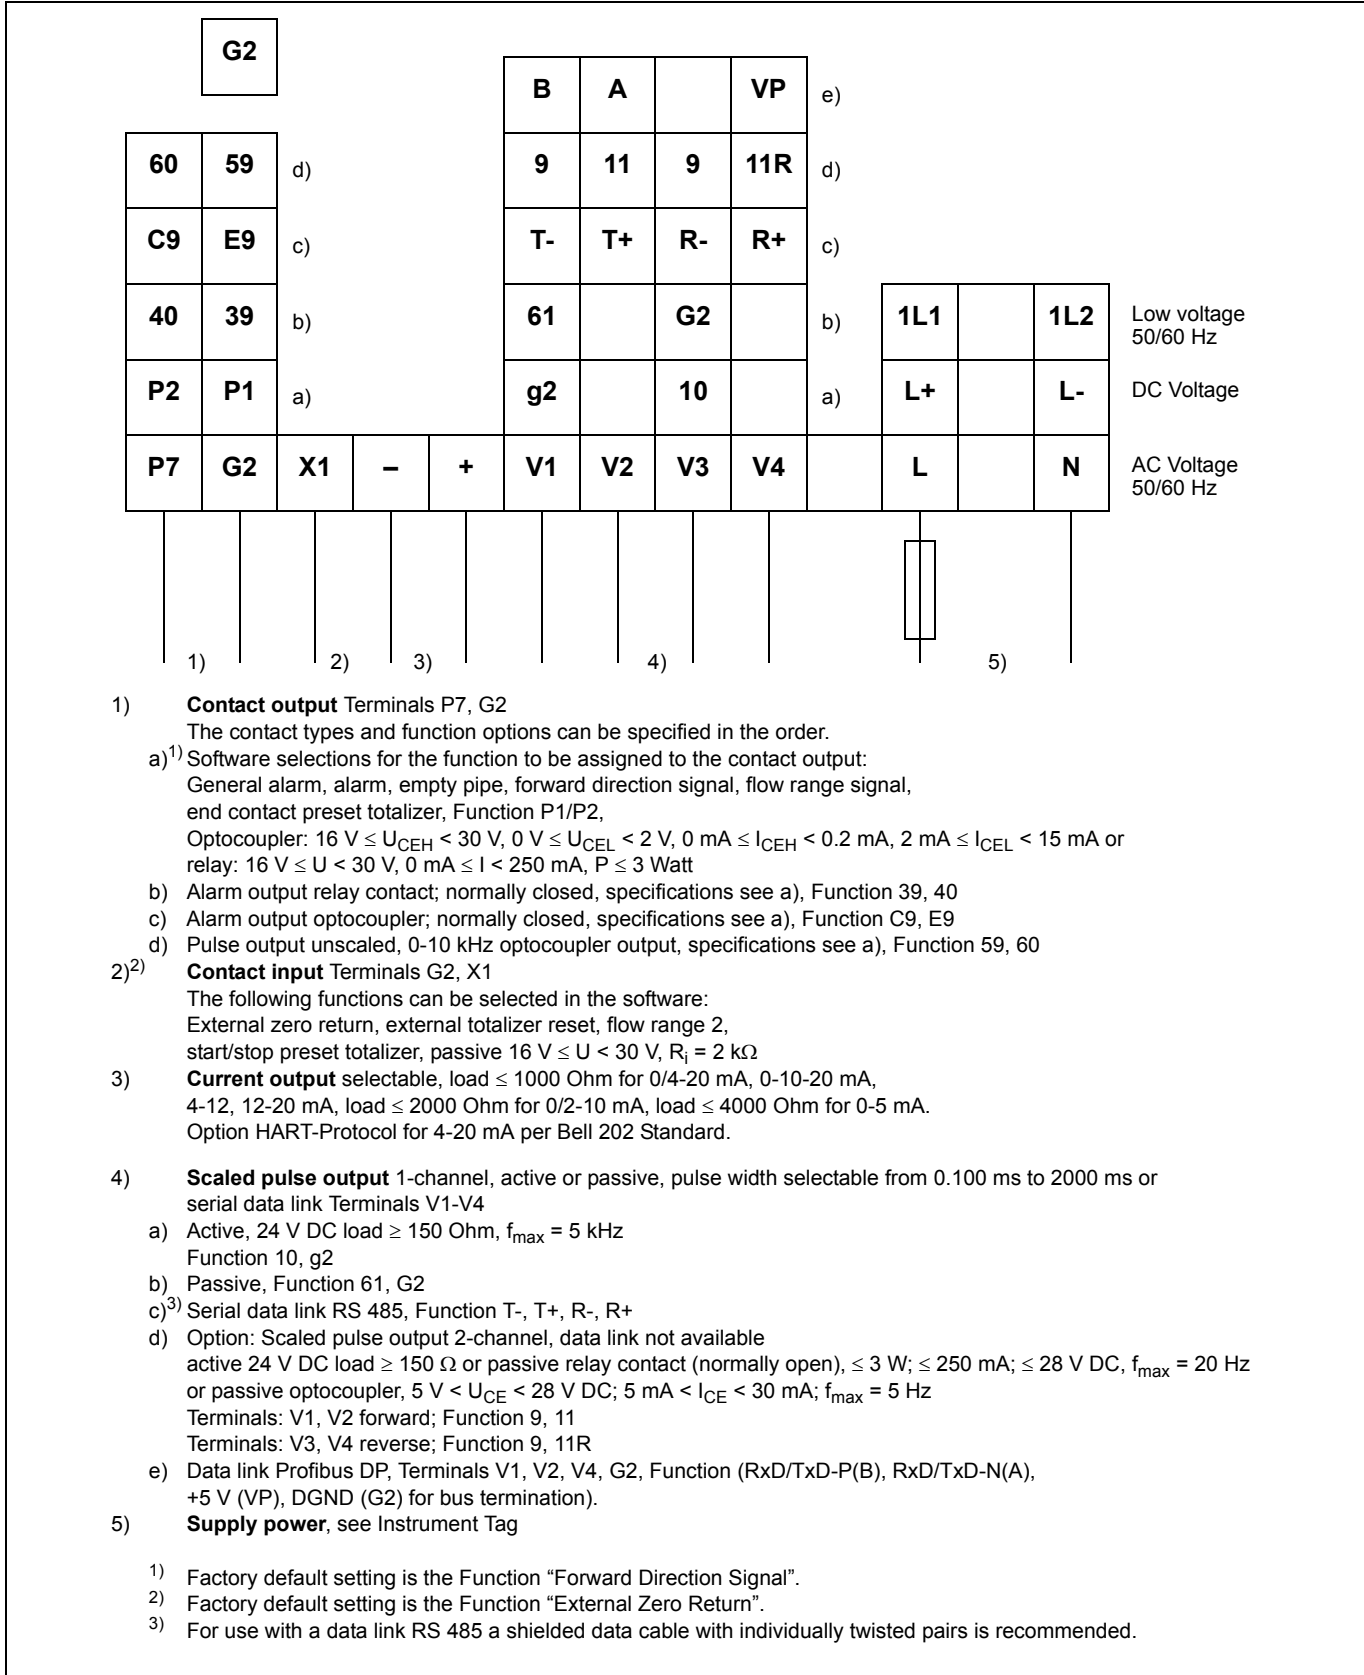 G2
B A VP e)
60 59 d) 9 11 9 11R d)
C9 E9 c) T- T+ R- R+ c)
40 39 b) 61 G2 b) 1L1 1L2 Low voltage
50/60 Hz
P2 P1 a) g2 10 a) L+ L- DC Voltage
P7 G2 X1 – + V1 V2 V3 V4 L N AC Voltage
50/60 Hz
1) 2) 3) 4) 5)
1) Contact output Terminals P7, G2
The contact types and function options can be specified in the order.
a)1) Software selections for the function to be assigned to the contact output:
General alarm, alarm, empty pipe, forward direction signal, flow range signal,
end contact preset totalizer, Function P1/P2,
Optocoupler: 16 V ≤ UCEH < 30 V, 0 V ≤ UCEL < 2 V, 0 mA ≤ ICEH < 0.2 mA, 2 mA ≤ ICEL < 15 mA or
relay: 16 V ≤ U < 30 V, 0 mA ≤ I < 250 mA, P ≤ 3 Watt
b) Alarm output relay contact; normally closed, specifications see a), Function 39, 40
c) Alarm output optocoupler; normally closed, specifications see a), Function C9, E9
d) Pulse output unscaled, 0-10 kHz optocoupler output, specifications see a), Function 59, 60
2)2) Contact input Terminals G2, X1
The following functions can be selected in the software:
External zero return, external totalizer reset, flow range 2,
start/stop preset totalizer, passive 16 V ≤ U < 30 V, Ri = 2 kΩ
3) Current output selectable, load ≤ 1000 Ohm for 0/4-20 mA, 0-10-20 mA,
4-12, 12-20 mA, load ≤ 2000 Ohm for 0/2-10 mA, load ≤ 4000 Ohm for 0-5 mA.
Option HART-Protocol for 4-20 mA per Bell 202 Standard.
4) Scaled pulse output 1-channel, active or passive, pulse width selectable from 0.100 ms to 2000 ms or
serial data link Terminals V1-V4
a) Active, 24 V DC load ≥ 150 Ohm, fmax = 5 kHz
Function 10, g2
b) Passive, Function 61, G2
c)3) Serial data link RS 485, Function T-, T+, R-, R+
d) Option: Scaled pulse output 2-channel, data link not available
active 24 V DC load ≥ 150 Ω or passive relay contact (normally open), ≤ 3 W; ≤ 250 mA; ≤ 28 V DC, fmax = 20 Hz
or passive optocoupler, 5 V < UCE < 28 V DC; 5 mA < ICE < 30 mA; fmax = 5 Hz
Terminals: V1, V2 forward; Function 9, 11
Terminals: V3, V4 reverse; Function 9, 11R
e) Data link Profibus DP, Terminals V1, V2, V4, G2, Function (RxD/TxD-P(B), RxD/TxD-N(A),
+5 V (VP), DGND (G2) for bus termination).
5) Supply power, see Instrument Tag
1) Factory default setting is the Function “Forward Direction Signal”.
2) Factory default setting is the Function “External Zero Return”.
3) For use with a data link RS 485 a shielded data cable with individually twisted pairs is recommended.